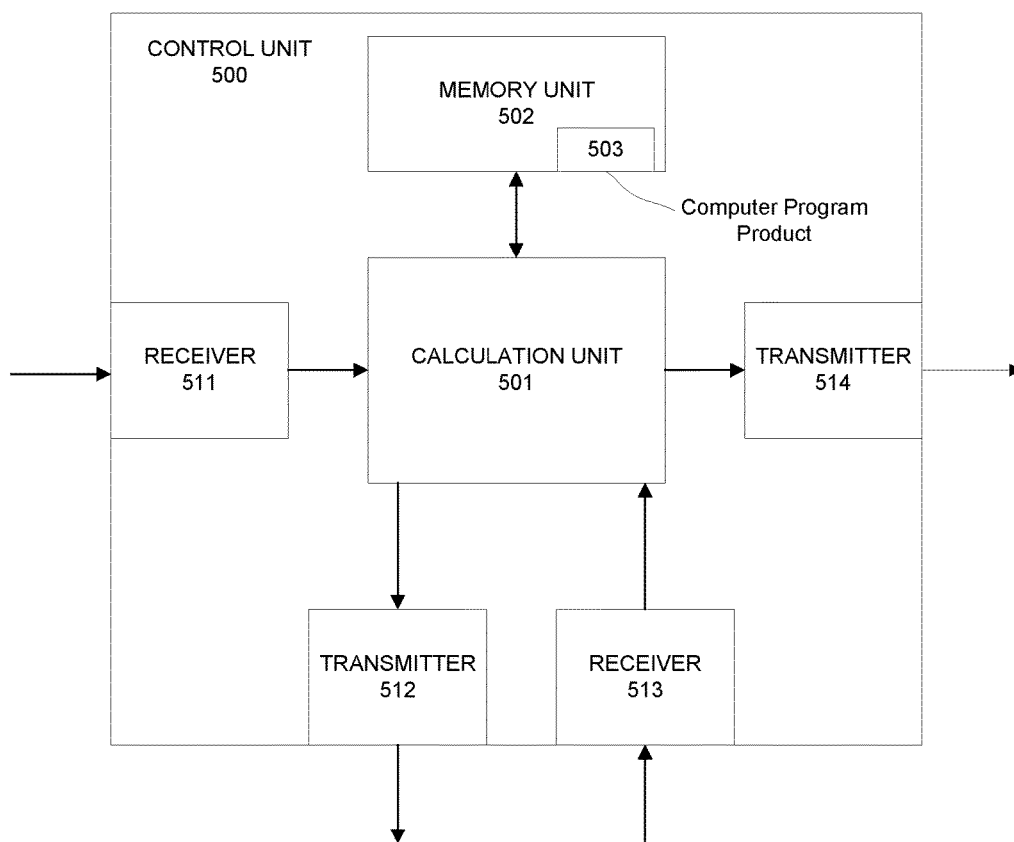 CONTROL UNIT
500
MEMORY UNIT
502
503
Computer Program
Product
RECEIVER
511
CALCULATION UNIT
501
TRANSMITTER
514
TRANSMITTER
512
RECEIVER
513